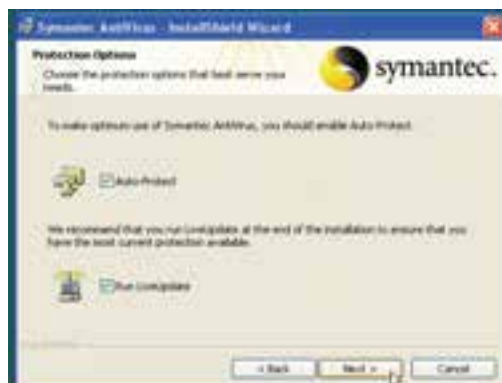 Symantec AntiVirus - InstallShield Wizard
Protection Options
Choose the protection options that best serve your
needs.
symantec.
To make optimum use of Symantec AntiVirus, you should enable Auto-Protect.
Auto-Protect
We recommend that you run LiveUpdate at the end of the installation to ensure that you
have the most current protection available.
Run LiveUpdate
< Back
Next >
Cancel